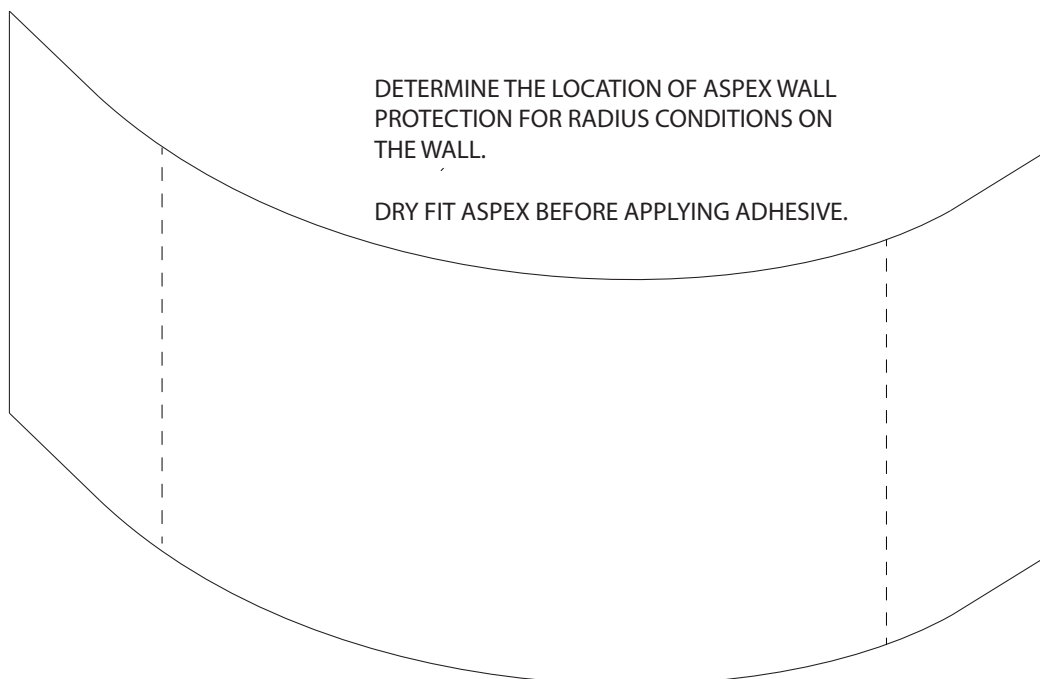 DETERMINE THE LOCATION OF ASPEX WALL
PROTECTION FOR RADIUS CONDITIONS ON
THE WALL.
DRY FIT ASPEX BEFORE APPLYING ADHESIVE.